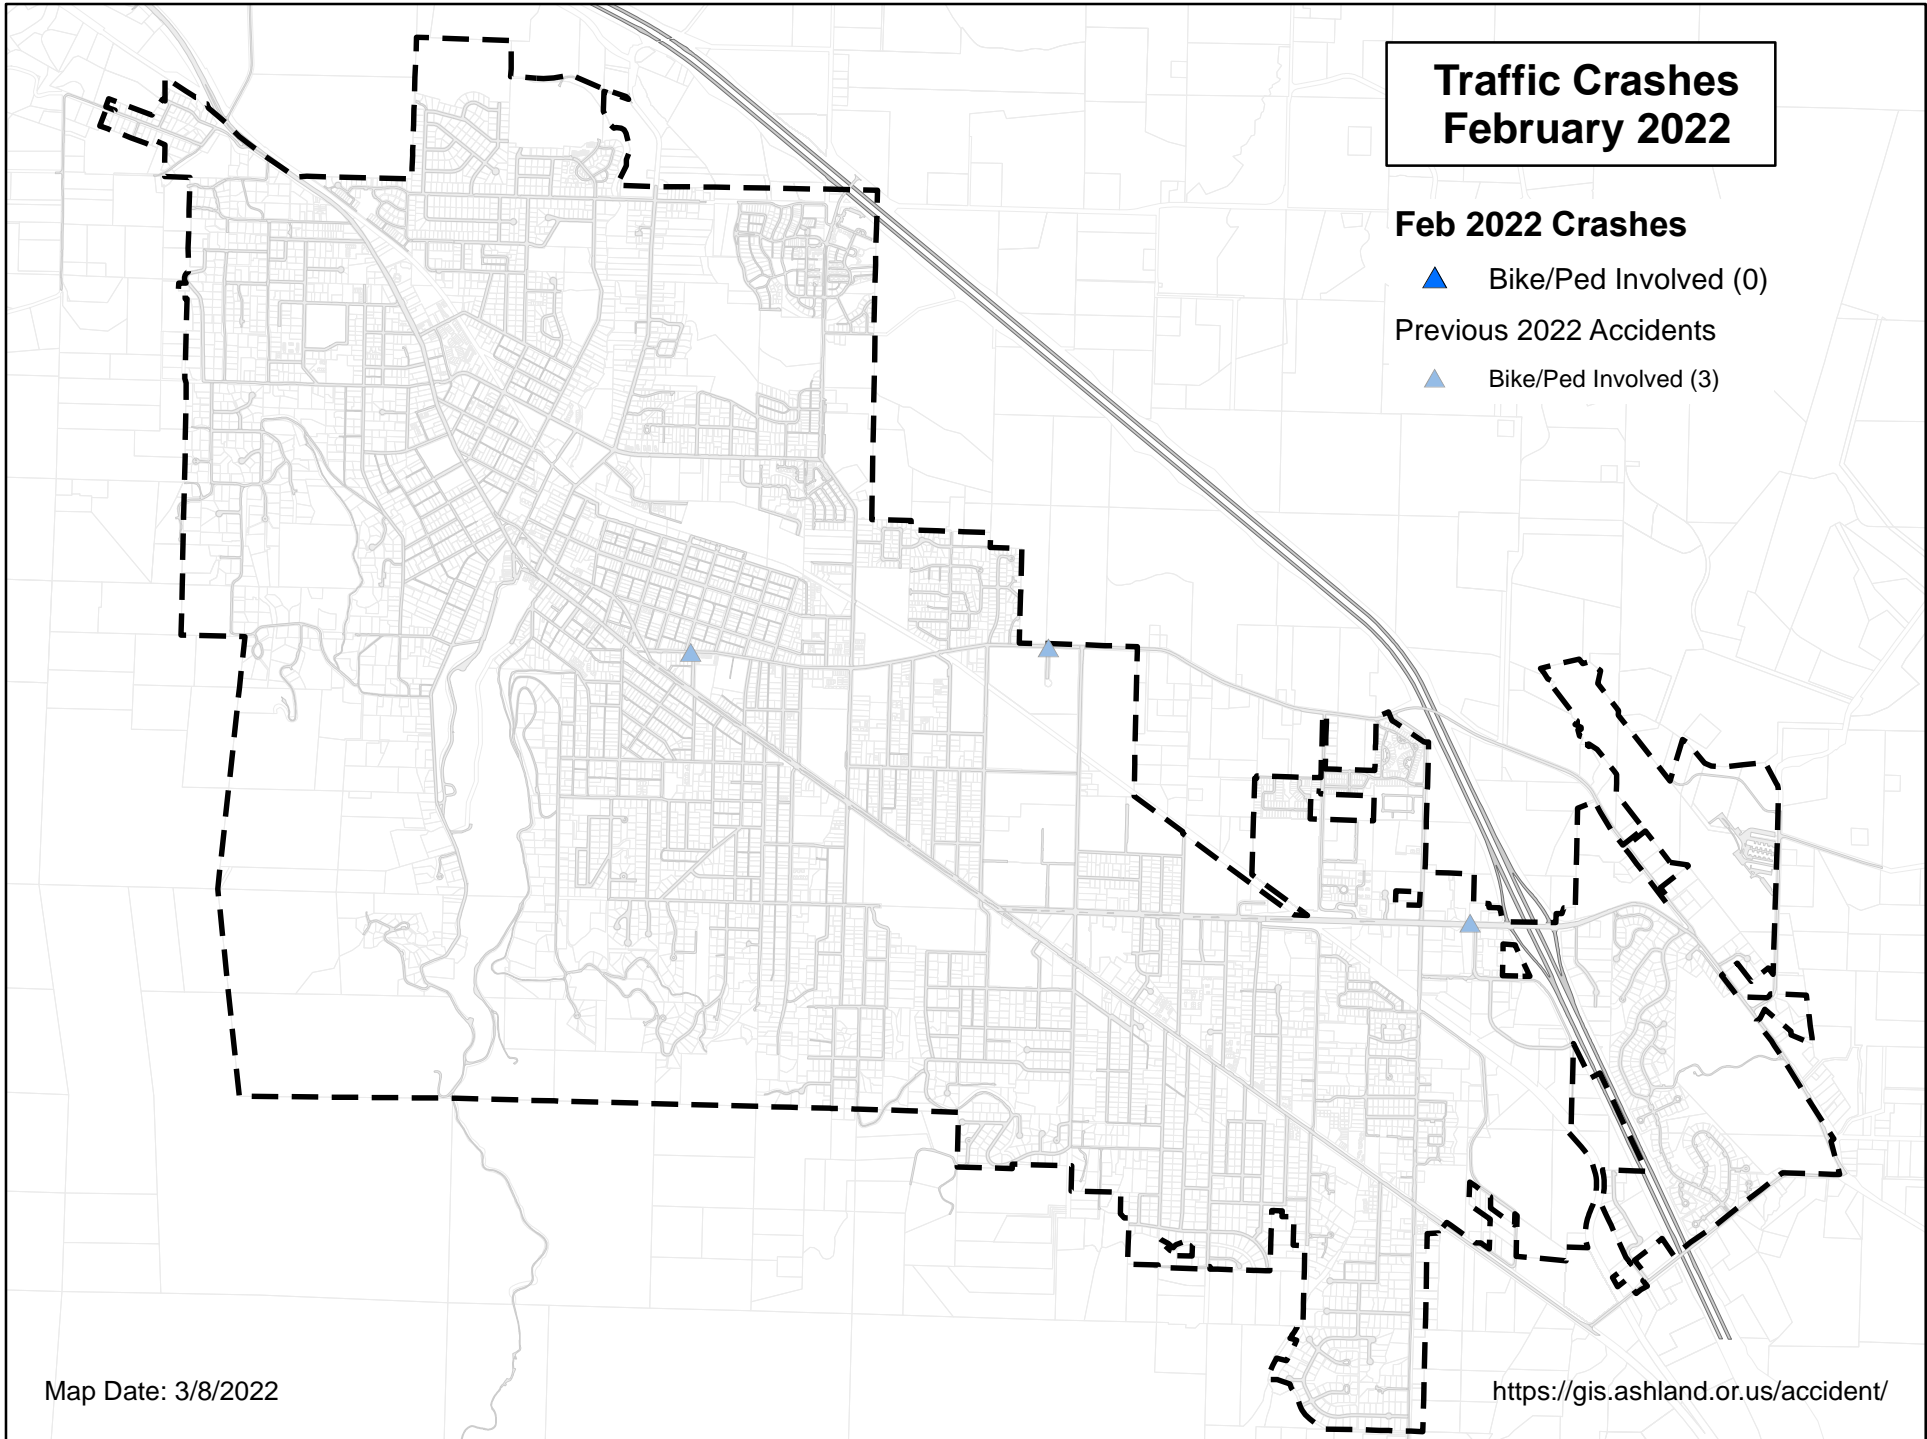 Traffic Crashes
February 2022
Feb 2022 Crashes
Bike/Ped Involved (0)
Previous 2022 Accidents
Bike/Ped Involved (3)
Map Date: 3/8/2022
https://gis.ashland.or.us/accident/